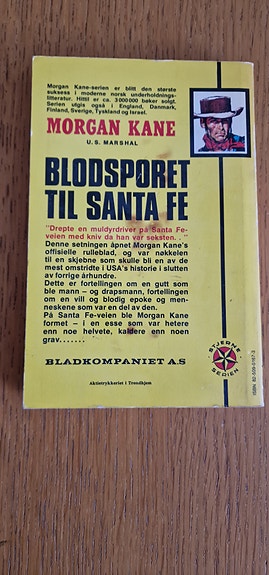 Morgan Kane-serien er blitt den største
suksess i moderne norsk underholdnings-
litteratur. Hittil er ca. 3 000 000 bøker solgt.
Serien utgis også i England, Danmark,
Finland, Sverige, Tyskland og Israel.
MORGAN KANE
U.S. MARSHAL
BLODSPORET
TIL SANTA FE
"Drepte en muldyrdriver på Santa Fe-
veien med kniv da han var seksten. . "
Denne setningen åpnet Morgan Kane's
offisielle rulleblad, og var nøkkelen
til en skjebne som skulle bli en av de
mest omstridte i USA's historie i slutten
av forrige århundre.
Dette er fortellingen om en gutt som
ble mann – og drapsmann, fortellingen
om en vill og blodig epoke og men-
neskene som var en del av den.
På Santa Fe-veien ble Morgan Kane
formet – i en esse som var hetere
enn noe helvete, kaldere enn noen
grav.......
BLADKOMPANIET A.S
Aktietrykkeriet i Trondhjem
STJERNE
SERIEN